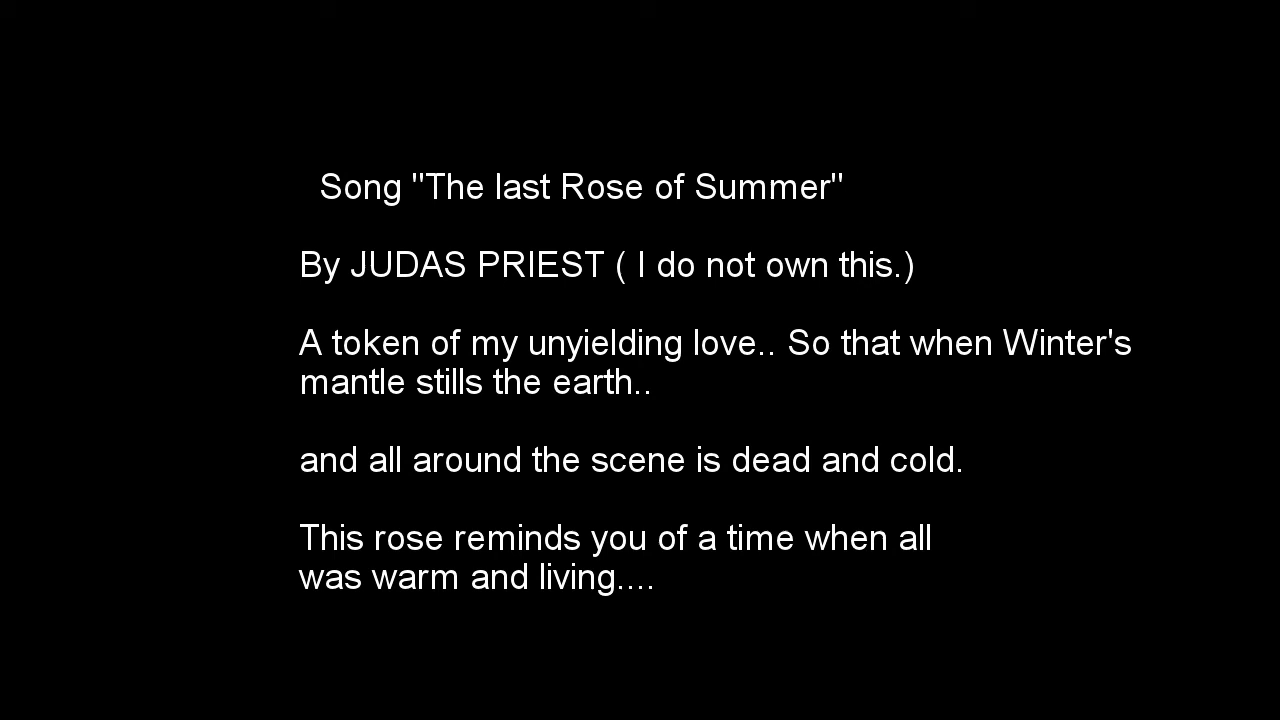 Song "The last Rose of Summer"
By JUDAS PRIEST ( I do not own this.)
A token of my unyielding love.. So that when Winter's
mantle stills the earth..
and all around the scene is dead and cold.
This rose reminds you of a time when all
was warm and living....